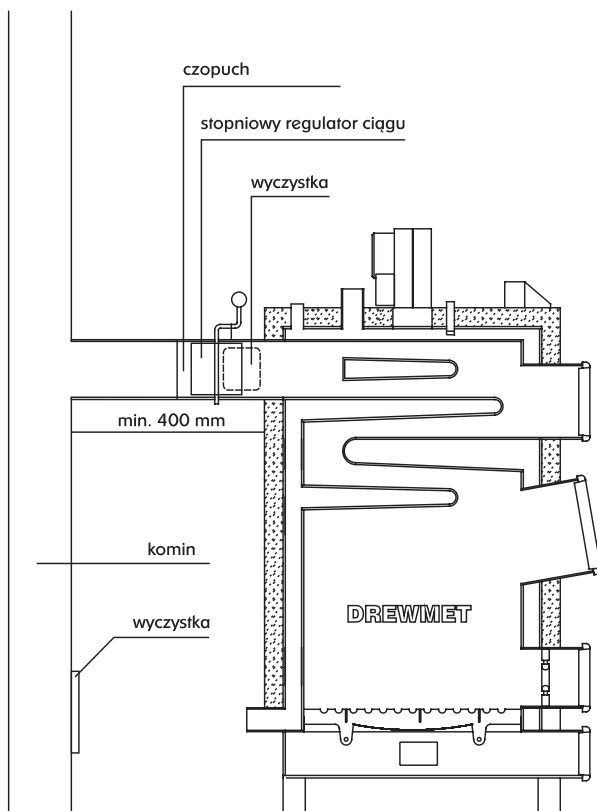 czopuch
stopniowy regulator ciągu
wyczystka
min. 400 mm
komin
wyczystka
DREWMET